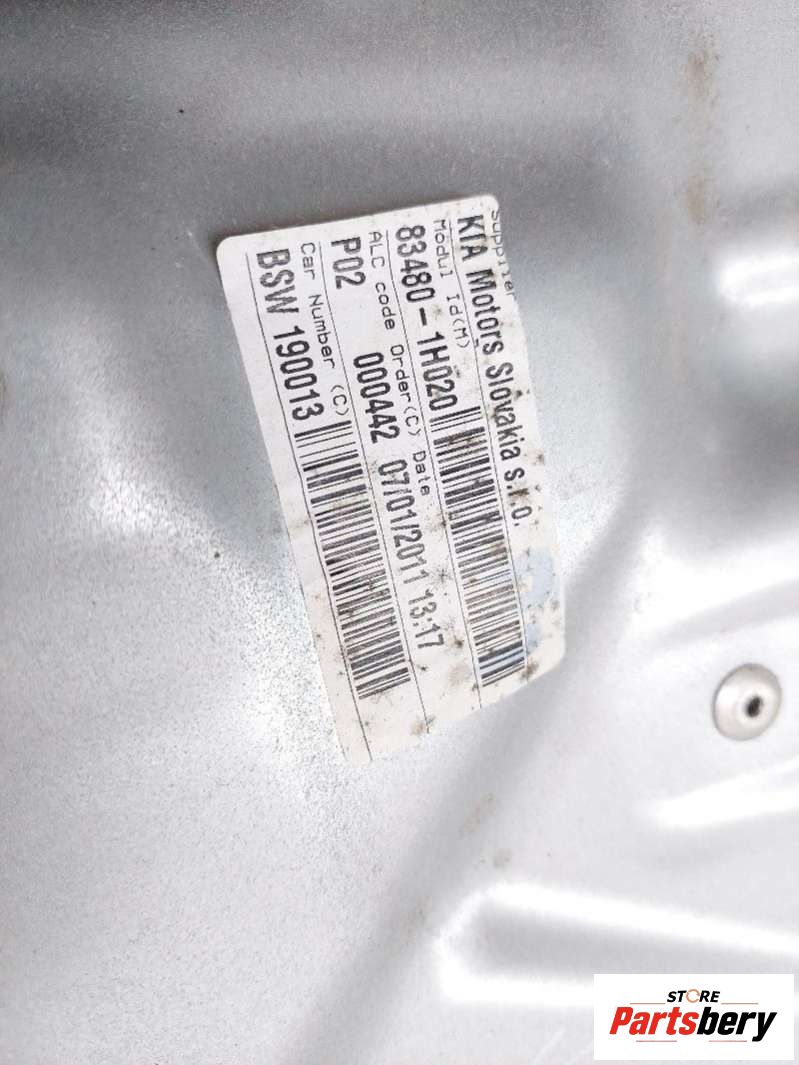 Supplier
KIA Motors Slovakia s.r.o.
Modul Id(M)
83480-1H020
ALC code Order(C) Date
P02 000442 07/01/2011 13:17
Car Number (C)
BSW 190013
STORE
Partsbery